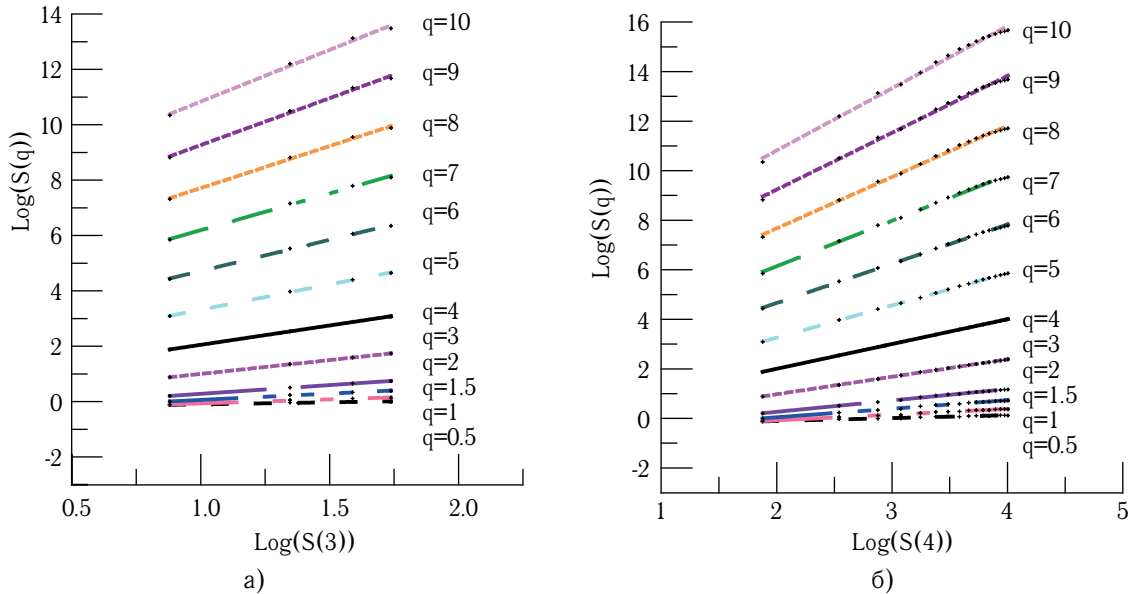 14
12
10
8
6
4
2
0
-2
Log(S(q))
0.5
1.0
1.5
2.0
Log(S(3))
q=10
q=9
q=8
q=7
q=6
q=5
q=4
q=3
q=2
q=1.5
q=1
q=0.5
а)
16
14
12
10
8
6
4
2
0
-2
Log(S(q))
1
2
3
4
5
Log(S(4))
q=10
q=9
q=8
q=7
q=6
q=5
q=4
q=3
q=2
q=1.5
q=1
q=0.5
б)